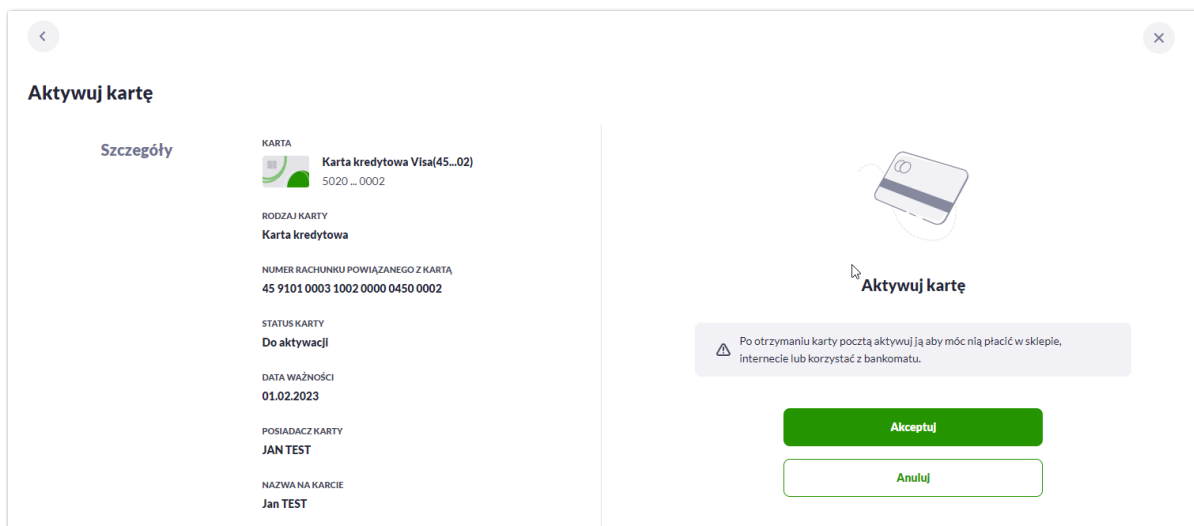 Aktywuj kartę
Szczegóły
KARTA
Karta kredytowa Visa(45...02)
5020 ... 0002
RODZAJ KARTY
Karta kredytowa
NUMER RACHUNKU POWIĄZANEGO Z KARTĄ
45 9101 0003 1002 0000 0450 0002
STATUS KARTY
Do aktywacji
DATA WAŻNOŚCI
01.02.2023
POSIADACZ KARTY
JAN TEST
NAZWA NA KARCIE
Jan TEST
Aktywuj kartę
Po otrzymaniu karty pocztą aktywuj ją aby móc nią płacić w sklepie,
internecie lub korzystać z bankomatu.
Akceptuj
Anuluj